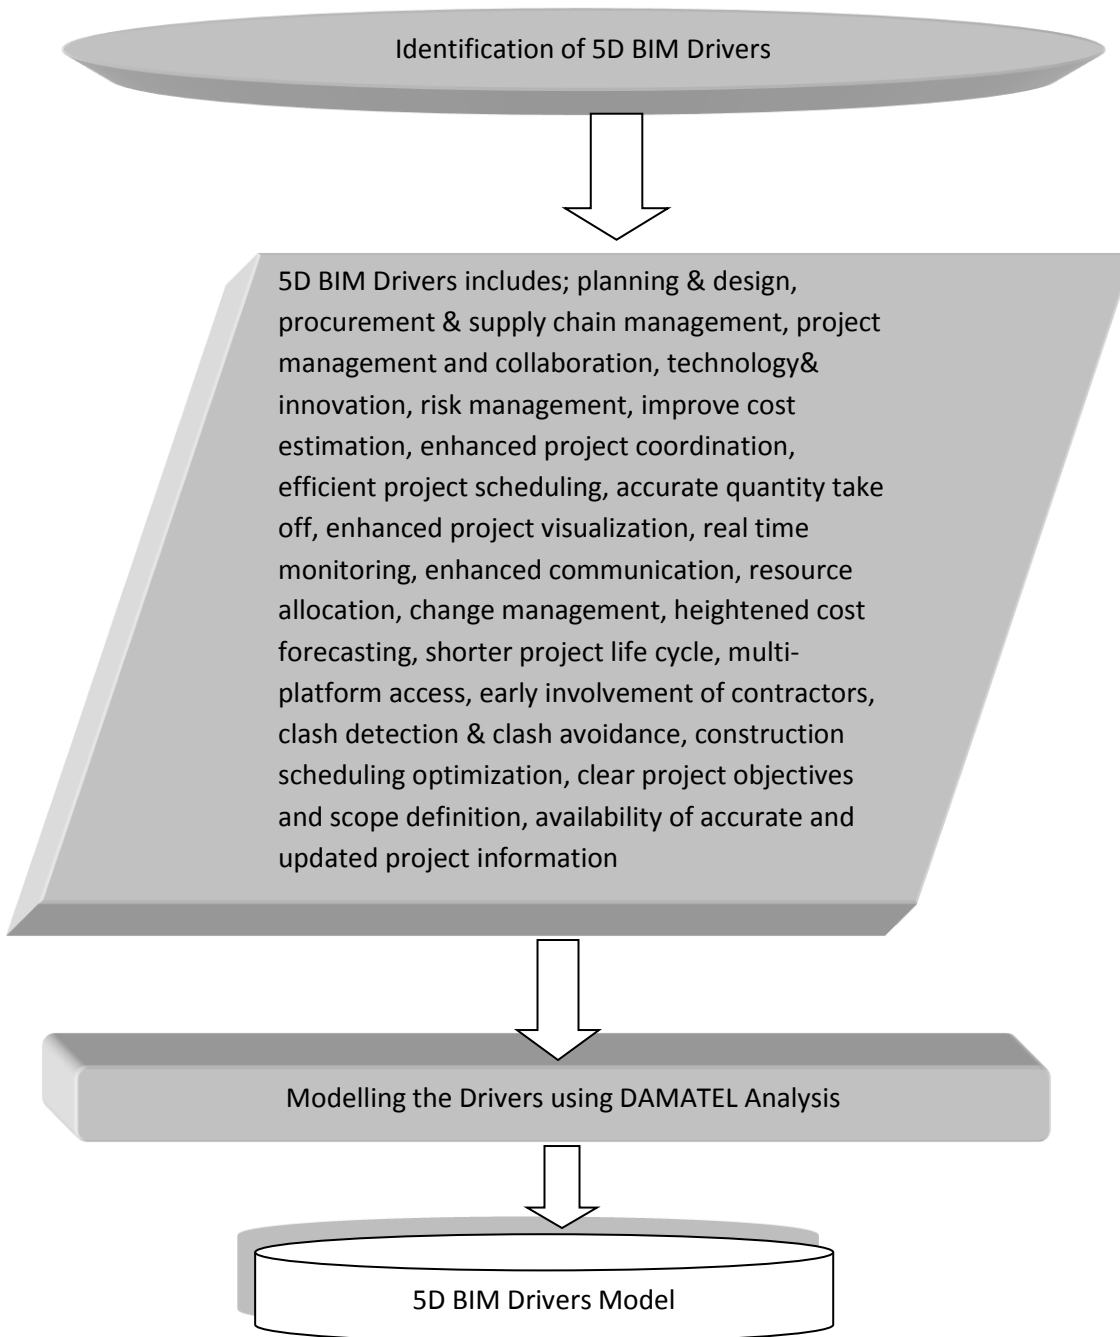 Identification of 5D BIM Drivers
5D BIM Drivers includes; planning & design,
procurement & supply chain management, project
management and collaboration, technology&
innovation, risk management, improve cost
estimation, enhanced project coordination,
efficient project scheduling, accurate quantity take
off, enhanced project visualization, real time
monitoring, enhanced communication, resource
allocation, change management, heightened cost
forecasting, shorter project life cycle, multi-
platform access, early involvement of contractors,
clash detection & clash avoidance, construction
scheduling optimization, clear project objectives
and scope definition, availability of accurate and
updated project information
Modelling the Drivers using DAMATEL Analysis
5D BIM Drivers Model